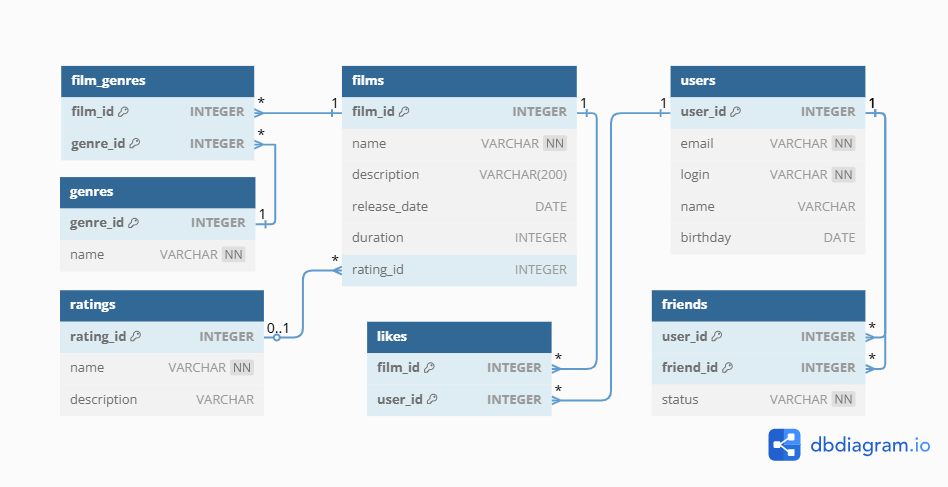 film_genres
film_id INTEGER
genre_id INTEGER
*
*
genres
genre_id INTEGER
name VARCHAR NN
1
ratings
rating_id INTEGER
name VARCHAR NN
description VARCHAR
0..1
films
film_id INTEGER
name VARCHAR NN
description VARCHAR(200)
release_date DATE
duration INTEGER
rating_id INTEGER
1
1
*
likes
film_id INTEGER
user_id INTEGER
*
*
users
user_id INTEGER
email VARCHAR NN
login VARCHAR NN
name VARCHAR
birthday DATE
1
1
friends
user_id INTEGER
friend_id INTEGER
status VARCHAR NN
*
*
dbdiagram.io